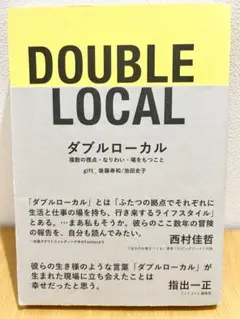 DOUBLE
LOCAL
ダブルローカル
複数の視点・なりわい・場をもつこと
gift_ 後藤寿和/池田史子
「ダブルローカル」とは「ふたつの拠点でそれぞれに
生活と仕事の場を持ち、行き来するライフスタイル」
とある。…まあ私もそうか。彼らのここ数年の冒険
の報告を、自分も読んでみたい。
西村佳哲
彼らの生き様のような言葉「ダブルローカル」が
生まれた現場に立ち会えたことは
幸せだったと思う。
指出一正